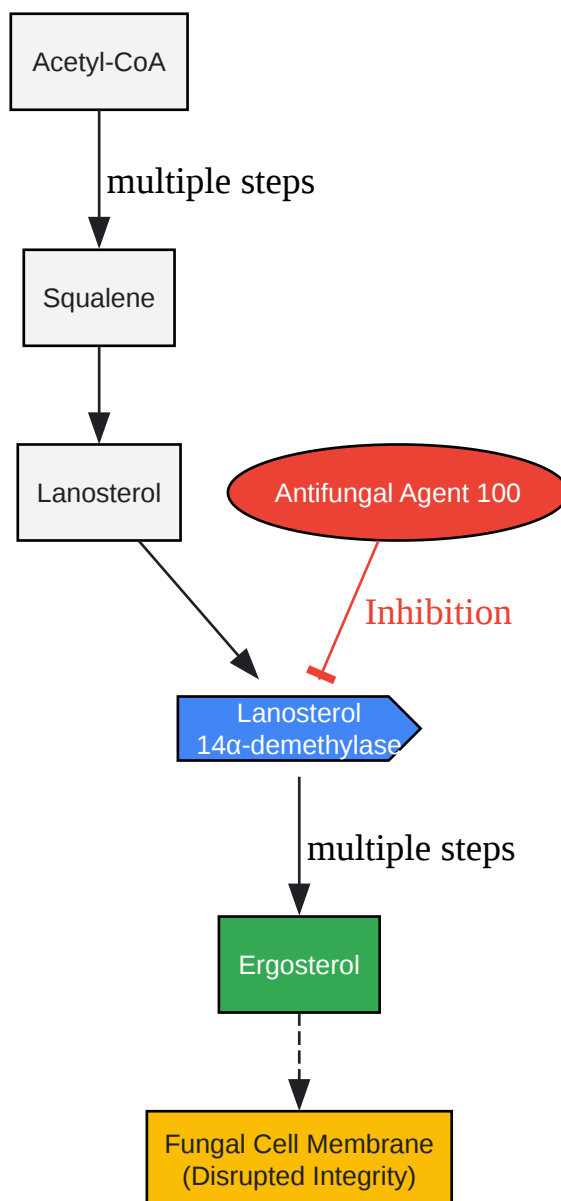 Acetyl-CoA
multiple steps
Squalene
Lanosterol
Antifungal Agent 100
Inhibition
Lanosterol
14α-demethylase
multiple steps
Ergosterol
Fungal Cell Membrane
(Disrupted Integrity)